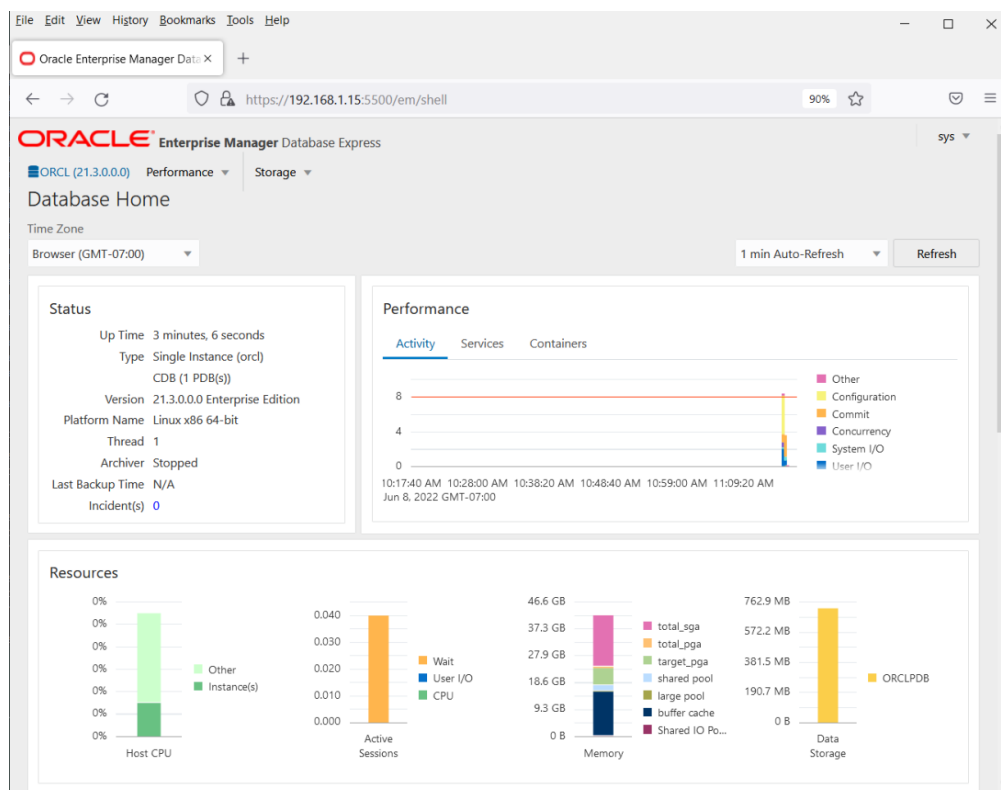 File Edit View History Bookmarks Tools Help
Oracle Enterprise Manager Data
https://192.168.1.15:5500/em/shell
90%
ORACLE Enterprise Manager Database Express
sys
ORCL (21.3.0.0.0) Performance Storage
Database Home
Time Zone
Browser (GMT-07:00)
1 min Auto-Refresh
Refresh
Status
Up Time 3 minutes, 6 seconds
Type Single Instance (orcl)
CDB (1 PDB(s))
Version 21.3.0.0.0 Enterprise Edition
Platform Name Linux x86 64-bit
Thread 1
Archiver Stopped
Last Backup Time N/A
Incident(s) 0
Performance
Activity Services Containers
8
4
0
10:17:40 AM 10:28:00 AM 10:38:20 AM 10:48:40 AM 10:59:00 AM 11:09:20 AM
Jun 8, 2022 GMT-07:00
Other
Configuration
Commit
Concurrency
System I/O
User I/O
Resources
0%
0%
0%
0%
0%
0%
0%
Other
Instance(s)
Host CPU
0.040
0.030
0.020
0.010
0.000
Wait
User I/O
CPU
Active
Sessions
46.6 GB
37.3 GB
27.9 GB
18.6 GB
9.3 GB
0 B
total_sga
total_pga
target_pga
shared pool
large pool
buffer cache
Shared IO Po...
Memory
762.9 MB
572.2 MB
381.5 MB
190.7 MB
0 B
ORCLPDB
Data
Storage